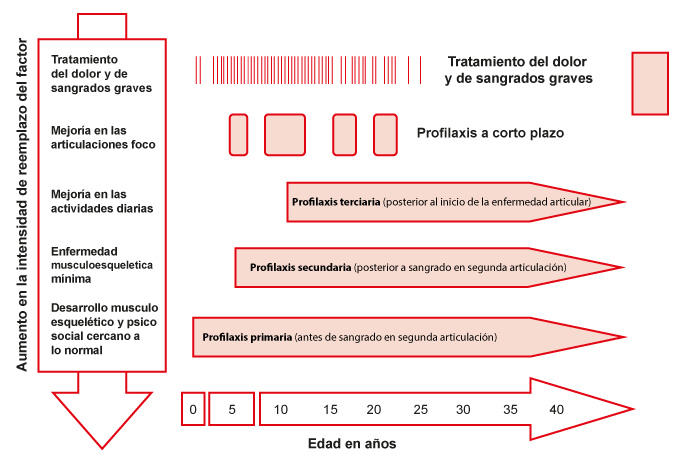 Aumento en la intensidad de reemplazo del factor
Tratamiento
del dolor y de
sangrados graves
Tratamiento del dolor
y de sangrados graves
Mejoría en las
articulaciones foco
Profilaxis a corto plazo
Mejoría en las
actividades diarias
Profilaxis terciaria (posterior al inicio de la enfermedad articular)
Enfermedad
musculoesqueletica
mínima
Profilaxis secundaria (posterior a sangrado en segunda articulación)
Desarrollo musculo
esquelético y psico
social cercano a
lo normal
Profilaxis primaria (antes de sangrado en segunda articulación)
0 5 10 15 20 25 30 35 40
Edad en años